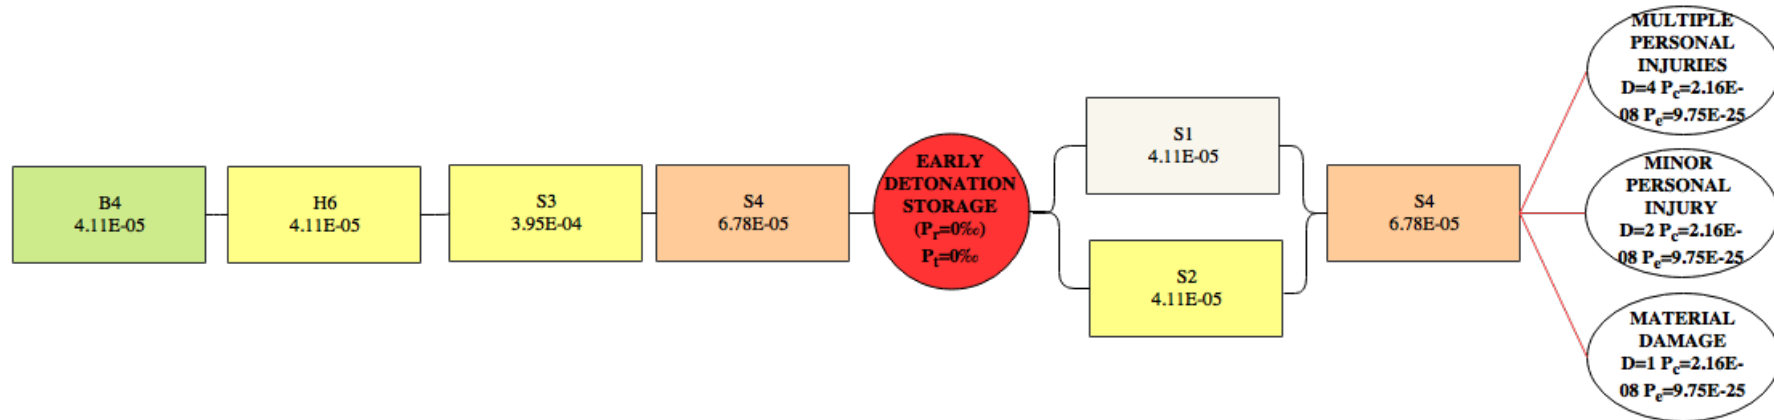 B4
4.11E-05
H6
4.11E-05
S3
3.95E-04
S4
6.78E-05
EARLY
DETONATION
STORAGE
(Pr=0‰)
Pt=0‰
S1
4.11E-05
S2
4.11E-05
S4
6.78E-05
MULTIPLE
PERSONAL
INJURIES
D=4 Pc=2.16E-
08 Pe=9.75E-25
MINOR
PERSONAL
INJURY
D=2 Pc=2.16E-
08 Pe=9.75E-25
MATERIAL
DAMAGE
D=1 Pc=2.16E-
08 Pe=9.75E-25